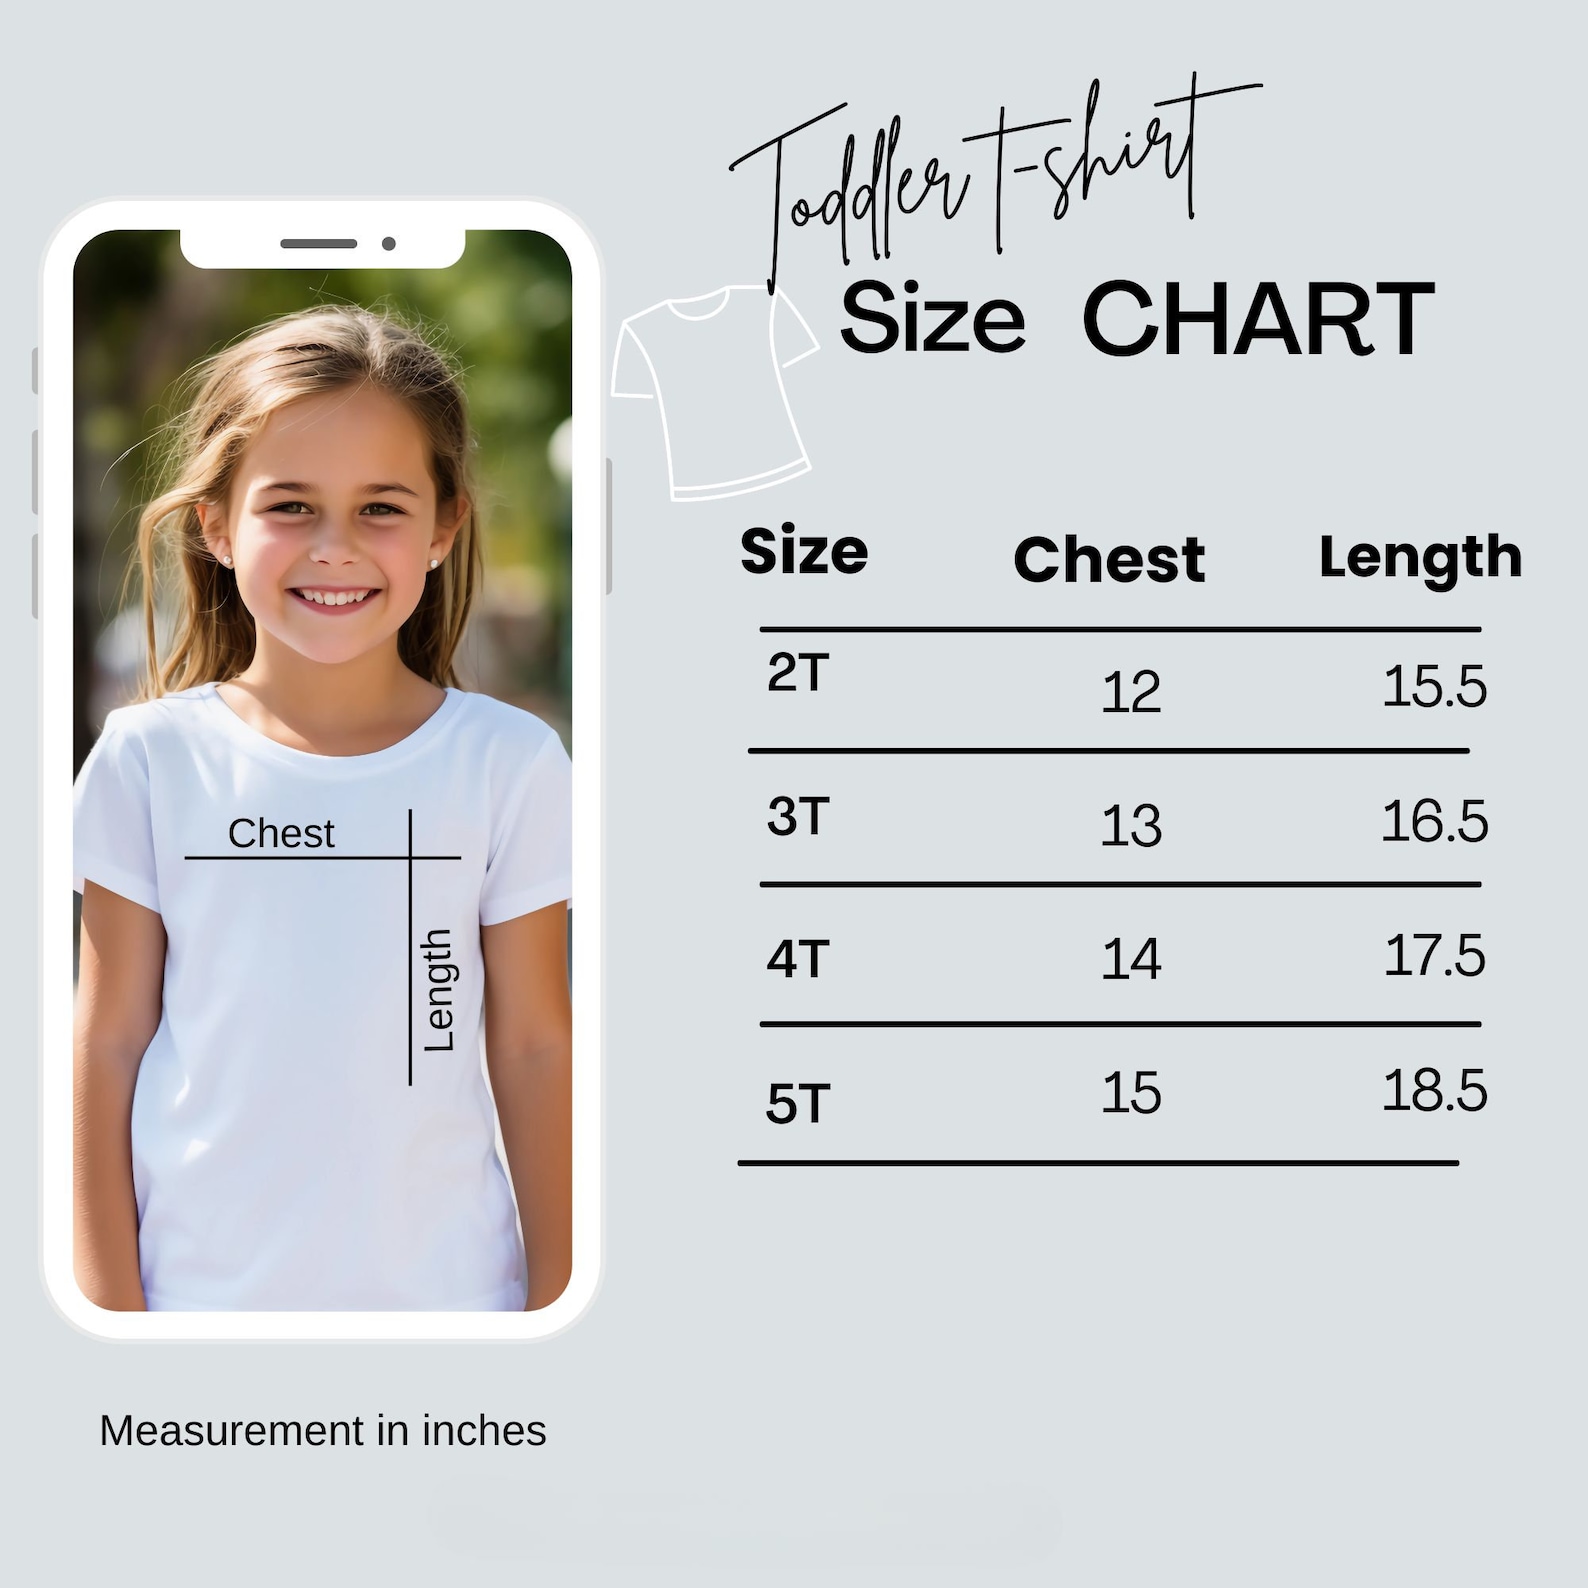 Toddler T-shirt
Size CHART
Size Chest Length
2T 12 15.5
3T 13 16.5
4T 14 17.5
5T 15 18.5
Chest
Length
Measurement in inches